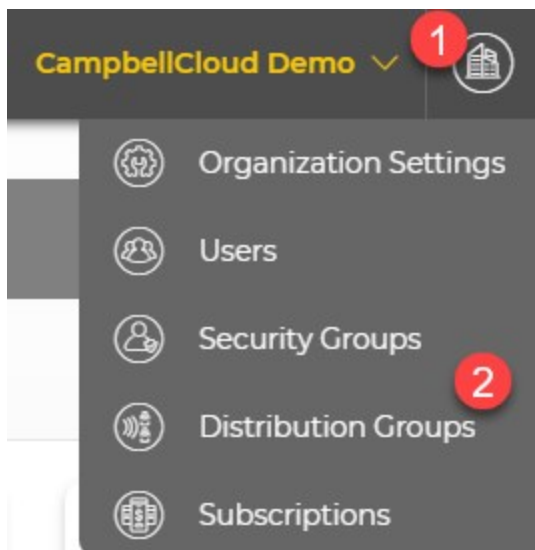 CampbellCloud Demo 1
Organization Settings
Users
Security Groups
2
Distribution Groups
Subscriptions